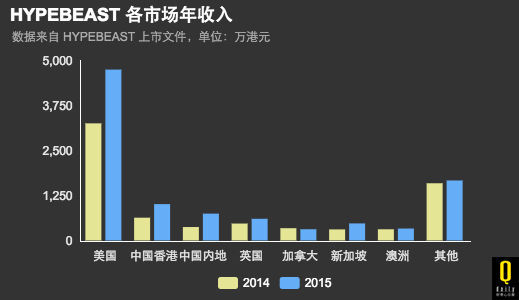 HYPEBEAST 各市场年收入
数据来自 HYPEBEAST 上市文件，单位：万港元
5,000
3,750
2,500
1,250
0
美国 中国香港 中国内地 英国 加拿大 新加坡 澳洲 其他
2014 2015
Q
daily